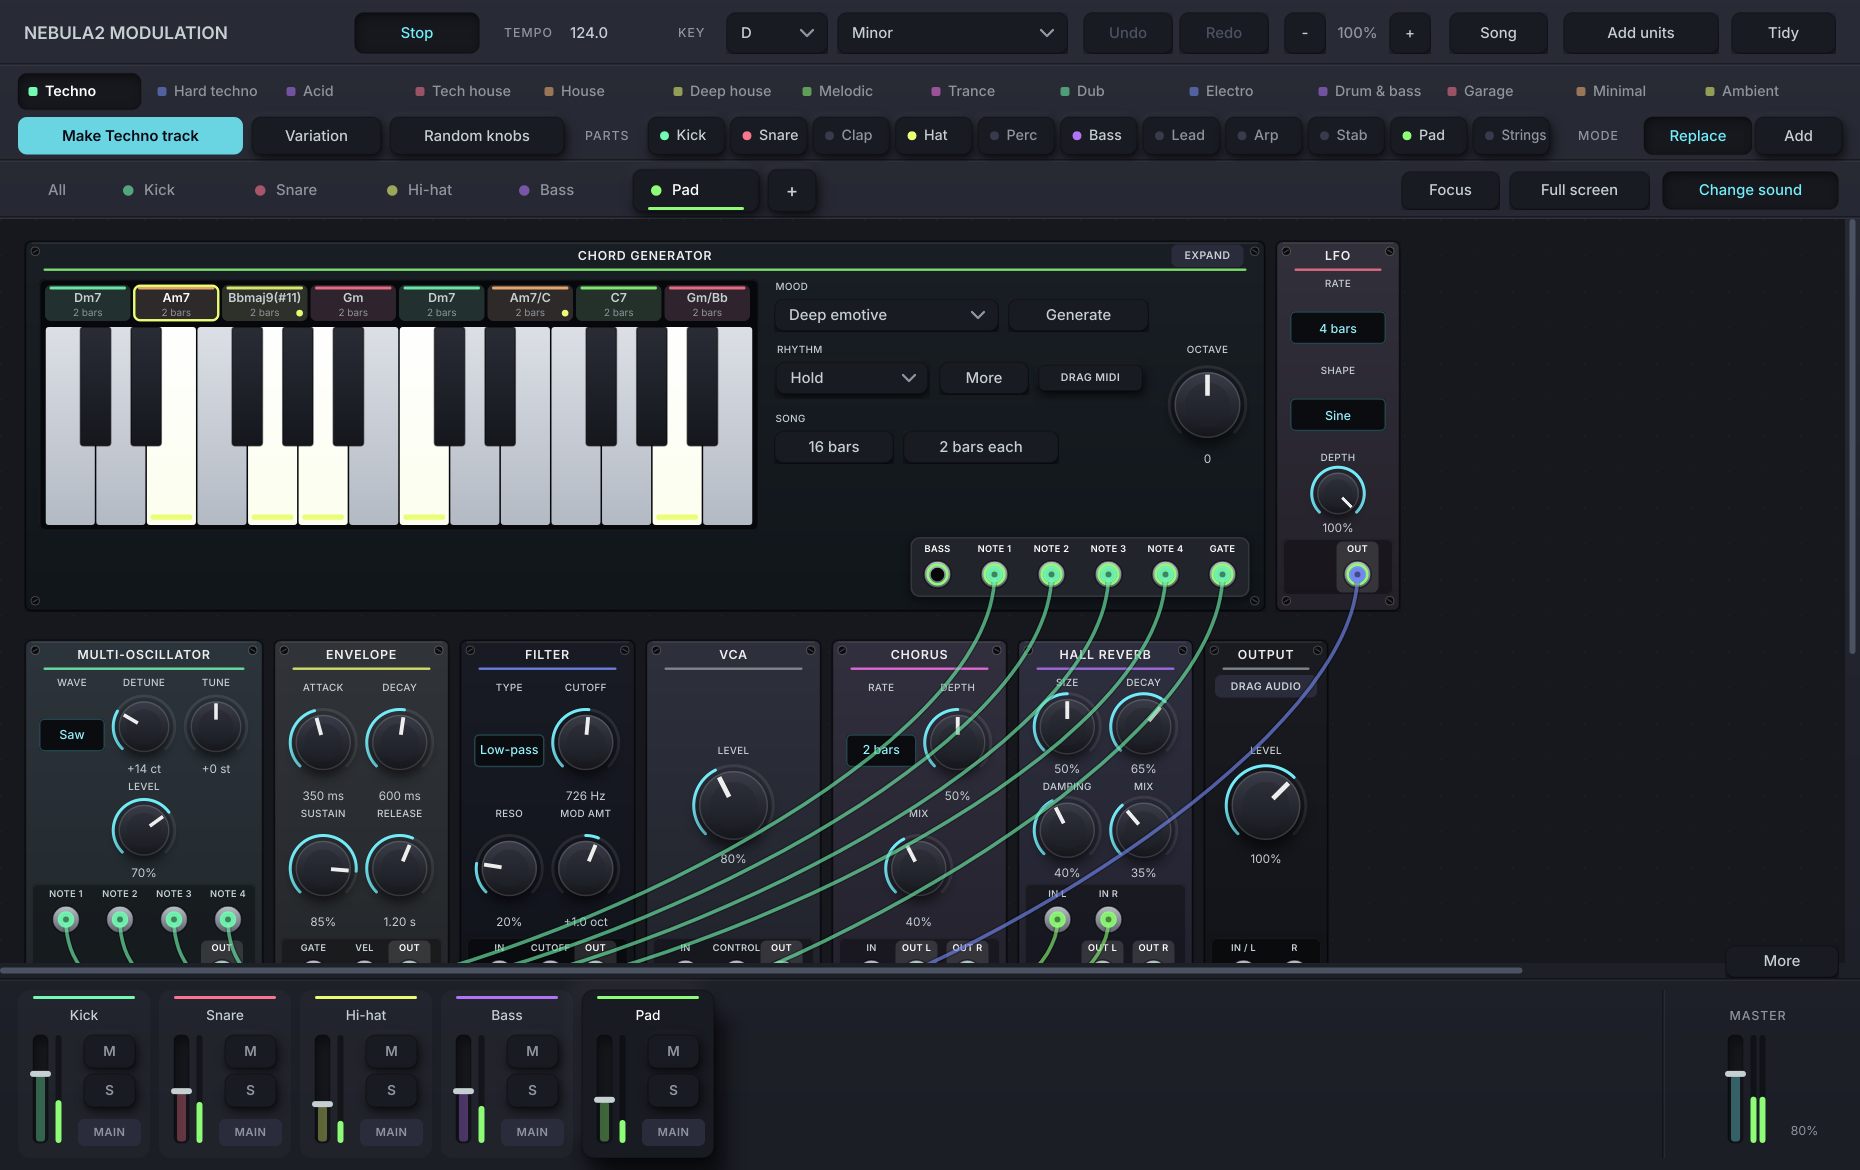 NEBULA2 MODULATION Stop TEMPO 124.0 KEY D Minor Undo Redo - 100% + Song Add units Tidy
Techno Hard techno Acid Tech house House Deep house Melodic Trance Dub Electro Drum & bass Garage Minimal Ambient
Make Techno track Variation Random knobs PARTS Kick Snare Clap Hat Perc Bass Lead Arp Stab Pad Strings MODE Replace Add
All Kick Snare Hi-hat Bass Pad + Focus Full screen Change sound
CHORD GENERATOR EXPAND
Dm7 Am7 Bbmaj9(#11) Gm Dm7 Am7/C C7 Gm/Bb
2 bars 2 bars 2 bars 2 bars 2 bars 2 bars 2 bars 2 bars
MOOD
Deep emotive Generate
RHYTHM
Hold More DRAG MIDI
SONG
16 bars 2 bars each
OCTAVE
0
BASS NOTE 1 NOTE 2 NOTE 3 NOTE 4 GATE
LFO
RATE
4 bars
SHAPE
Sine
DEPTH
100%
OUT
MULTI-OSCILLATOR
WAVE DETUNE TUNE
Saw
+14 ct +0 st
LEVEL
70%
NOTE 1 NOTE 2 NOTE 3 NOTE 4
OUT
ENVELOPE
ATTACK DECAY
350 ms 600 ms
SUSTAIN RELEASE
85% 1.20 s
GATE VEL OUT
FILTER
TYPE CUTOFF
Low-pass
726 Hz
RESO MOD AMT
20% +1.0 oct
IN CUTOFF OUT
VCA
LEVEL
80%
IN CONTROL OUT
CHORUS
RATE DEPTH
2 bars
50%
MIX
40%
IN OUT L OUT R
HALL REVERB
SIZE DECAY
50% 65%
DAMPING MIX
40% 35%
IN L IN R
OUT L OUT R
OUTPUT
DRAG AUDIO
LEVEL
100%
IN / L R
More
Kick Snare Hi-hat Bass Pad MASTER
M M M M M
S S S S S
MAIN MAIN MAIN MAIN MAIN 80%